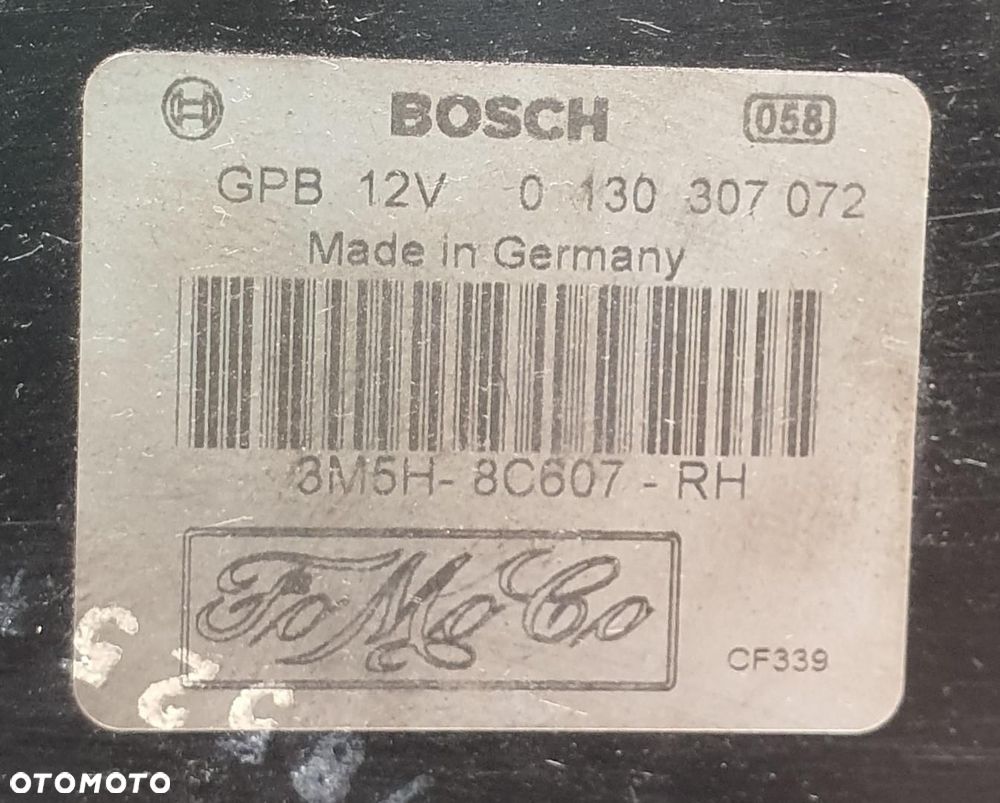 BOSCH 058
GPB 12V 0 130 307 072
Made in Germany
3M5H- 8C607 - RH
FoMoCo
CF339
OTOMOTO